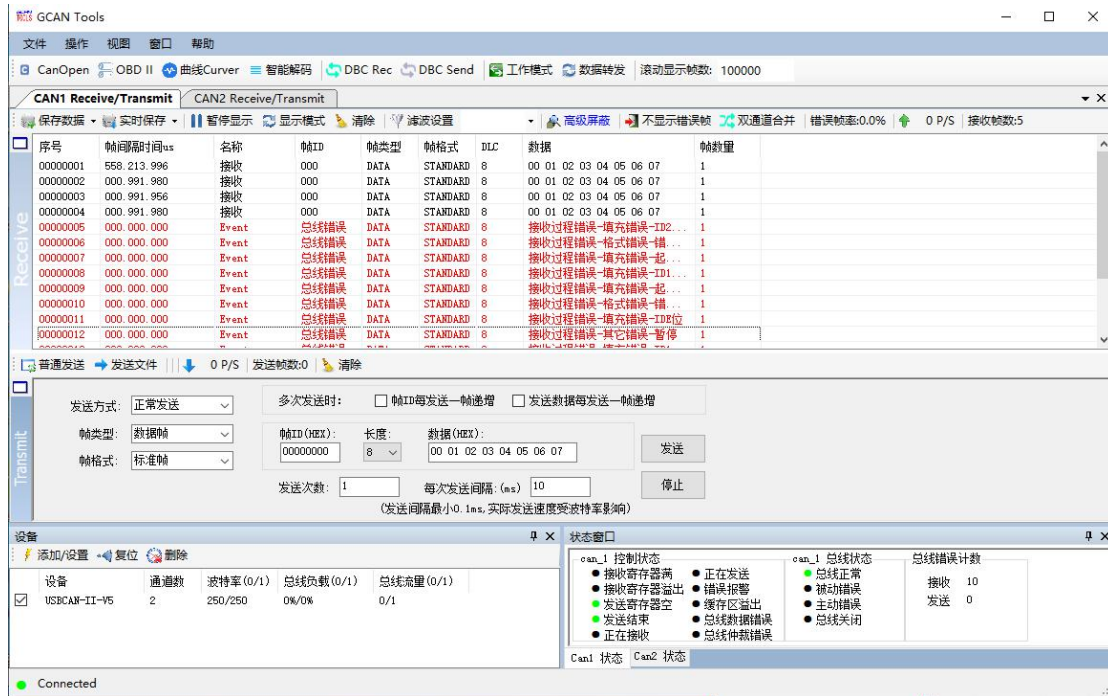 GCAN Tools
文件 操作 视图 窗口 帮助
CanOpen OBD II 曲线Curver 智能解码 DBC Rec DBC Send 工作模式 数据转发 滚动显示帧数: 100000
CAN1 Receive/Transmit CAN2 Receive/Transmit
保存数据 实时保存 暂停显示 显示模式 清除 滤波设置 高级屏蔽 不显示错误帧 双通道合并 错误帧率:0.0% 0 P/S 接收帧数:5
Receive
序号 帧间隔时间us 名称 帧ID 帧类型 帧格式 DLC 数据 帧数量
00000001 558.213.996 接收 000 DATA STANDARD 8 00 01 02 03 04 05 06 07 1
00000002 000.991.980 接收 000 DATA STANDARD 8 00 01 02 03 04 05 06 07 1
00000003 000.991.956 接收 000 DATA STANDARD 8 00 01 02 03 04 05 06 07 1
00000004 000.991.980 接收 000 DATA STANDARD 8 00 01 02 03 04 05 06 07 1
00000005 000.000.000 Event 总线错误 DATA STANDARD 8 接收过程错误-填充错误-ID2... 1
00000006 000.000.000 Event 总线错误 DATA STANDARD 8 接收过程错误-格式错误-错... 1
00000007 000.000.000 Event 总线错误 DATA STANDARD 8 接收过程错误-填充错误-起... 1
00000008 000.000.000 Event 总线错误 DATA STANDARD 8 接收过程错误-填充错误-ID1... 1
00000009 000.000.000 Event 总线错误 DATA STANDARD 8 接收过程错误-填充错误-起... 1
00000010 000.000.000 Event 总线错误 DATA STANDARD 8 接收过程错误-格式错误-错... 1
00000011 000.000.000 Event 总线错误 DATA STANDARD 8 接收过程错误-填充错误-IDE位 1
00000012 000.000.000 Event 总线错误 DATA STANDARD 8 接收过程错误-其它错误-暂停 1
普通发送 发送文件 0 P/S 发送帧数:0 清除
Transmit
发送方式: 正常发送 多次发送时: 帧ID每发送一帧递增 发送数据每发送一帧递增
帧类型: 数据帧 帧ID(HEX): 长度: 数据(HEX):
帧格式: 标准帧 00000000 8 00 01 02 03 04 05 06 07 发送
发送次数: 1 每次发送间隔:(ms) 10 停止
(发送间隔最小0.1ms,实际发送速度受波特率影响)
设备
添加/设置 复位 删除
设备 通道数 波特率(0/1) 总线负载(0/1) 总线流量(0/1)
USBCAN-II-V5 2 250/250 0%/0% 0/1
状态窗口
can_1 控制状态 can_1 总线状态 总线错误计数
接收寄存器满 正在发送 总线正常 接收 10
接收寄存器溢出 错误报警 被动错误 发送 0
发送寄存器空 缓存区溢出 主动错误
发送结束 总线数据错误 总线关闭
正在接收 总线仲裁错误
Can1 状态 Can2 状态
Connected